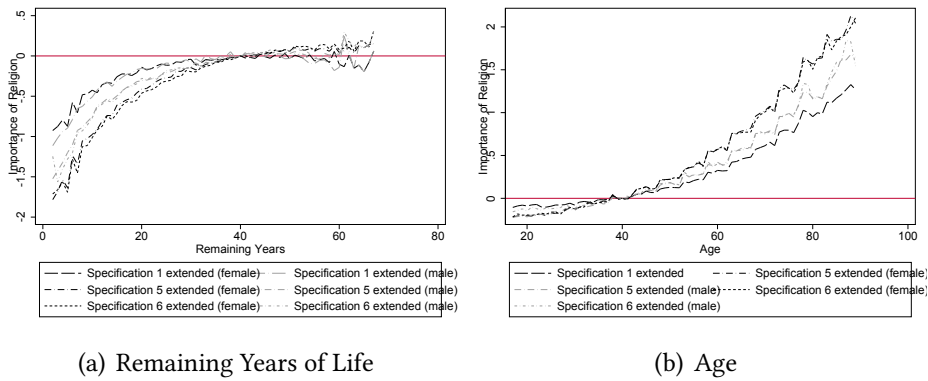 .5
0
-.5
-1
-1.5
-2
Importance of Religion
0 20 40 60 80
Remaining Years
Specification 1 extended (female) Specification 1 extended (male)
Specification 5 extended (female) Specification 5 extended (male)
Specification 6 extended (female) Specification 6 extended (male)
(a) Remaining Years of Life
2
1.5
1
.5
0
Importance of Religion
20 40 60 80 100
Age
Specification 1 extended Specification 5 extended (female)
Specification 5 extended (male) Specification 6 extended (female)
Specification 6 extended (male)
(b) Age